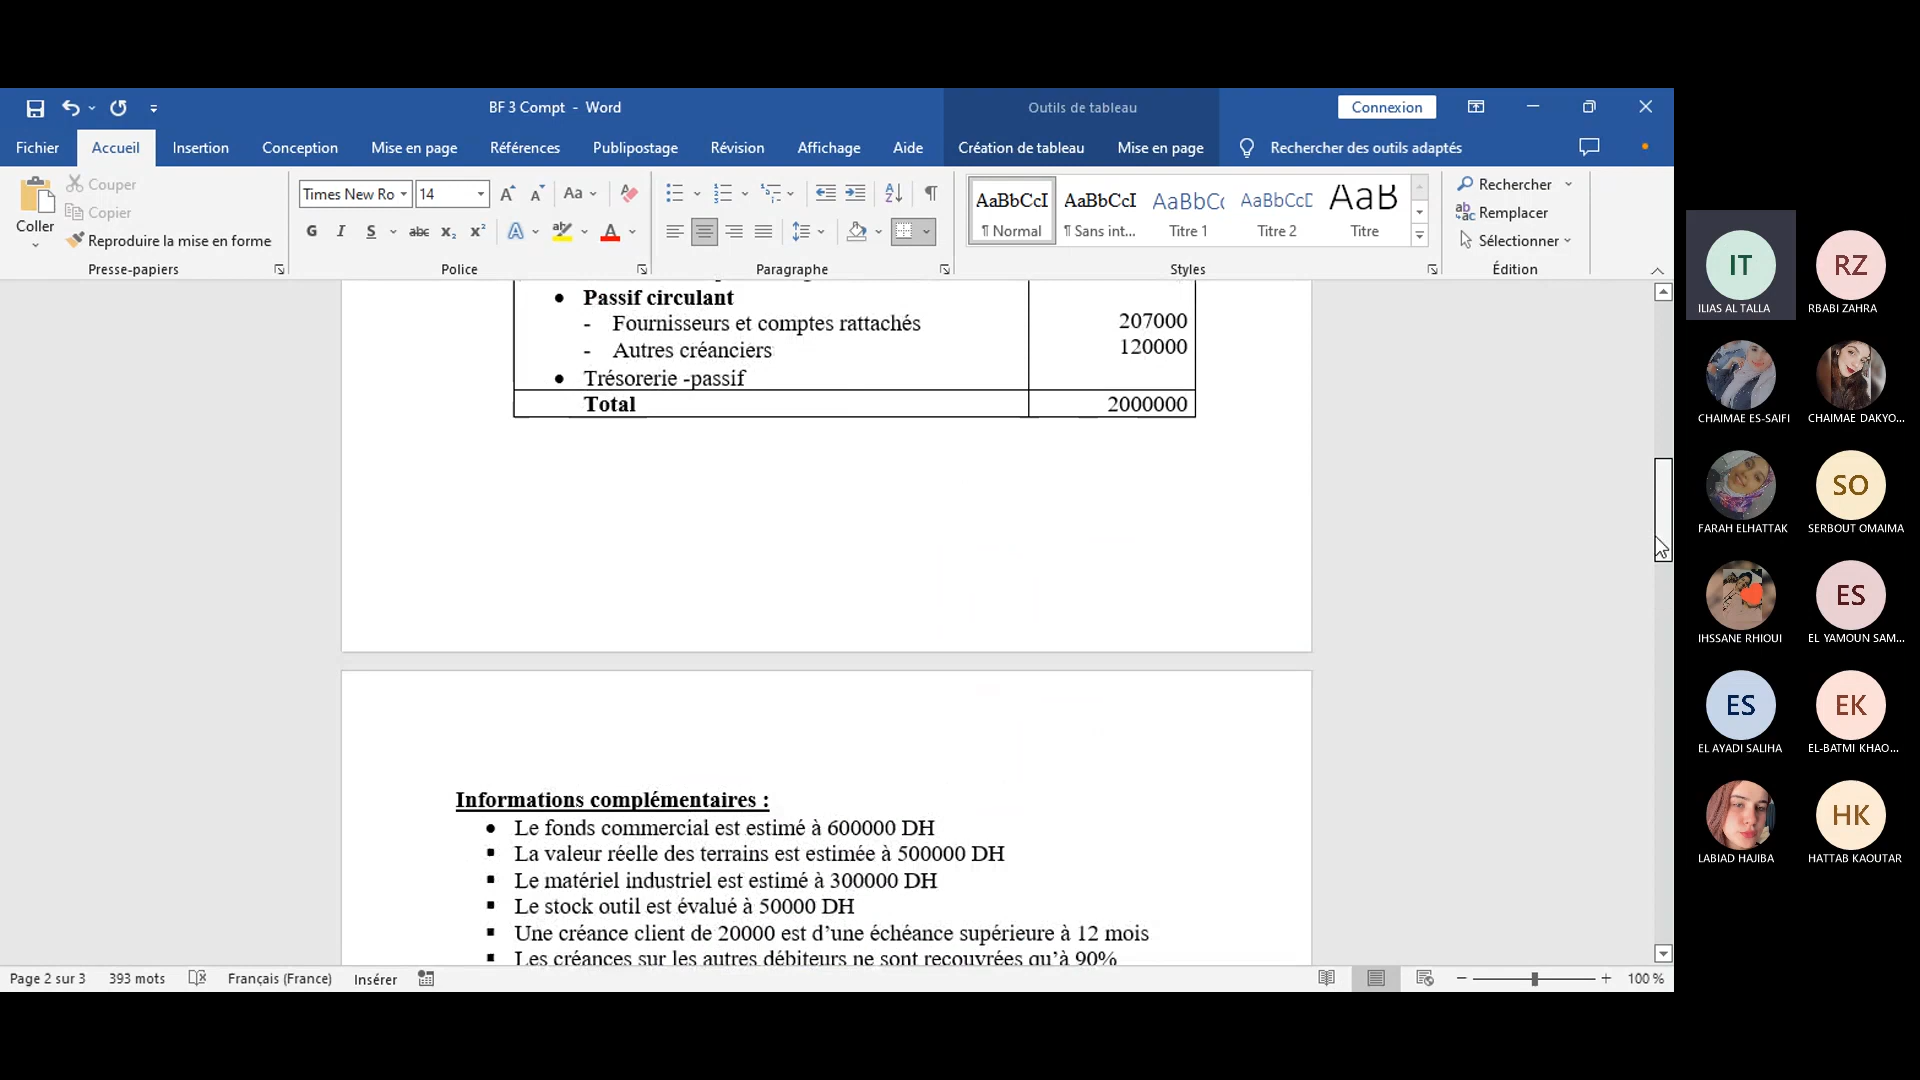 BF 3 Compt - Word
Outils de tableau
Connexion
Fichier
Accueil
Insertion
Conception
Mise en page
Références
Publipostage
Révision
Affichage
Aide
Création de tableau
Mise en page
Rechercher des outils adaptés
Coller
Couper
Copier
Reproduire la mise en forme
Presse-papiers
Times New Ro
14
Aa
G I S abc x₂ x²
A
Police
Paragraphe
AaBbCcI
¶ Normal
AaBbCcI
¶ Sans int...
AaBbCc
Titre 1
AaBbCcD
Titre 2
AaB
Titre
Styles
Rechercher
Remplacer
Sélectionner
Édition
• Passif circulant
- Fournisseurs et comptes rattachés 207000
- Autres créanciers 120000
• Trésorerie -passif
Total 2000000
Informations complémentaires :
• Le fonds commercial est estimé à 600000 DH
▪ La valeur réelle des terrains est estimée à 500000 DH
▪ Le matériel industriel est estimé à 300000 DH
▪ Le stock outil est évalué à 50000 DH
▪ Une créance client de 20000 est d’une échéance supérieure à 12 mois
▪ Les créances sur les autres débiteurs ne sont recouvrées qu’à 90%
Page 2 sur 3
393 mots
Français (France)
Insérer
100 %
IT
ILIAS AL TALLA
RZ
RBABI ZAHRA
CHAIMAE ES-SAIFI
CHAIMAE DAKYO...
FARAH ELHATTAK
SO
SERBOUT OMAIMA
IHSSANE RHIOUI
ES
EL YAMOUN SAM...
ES
EL AYADI SALIHA
EK
EL-BATMI KHAO...
LABIAD HAJIBA
HK
HATTAB KAOUTAR